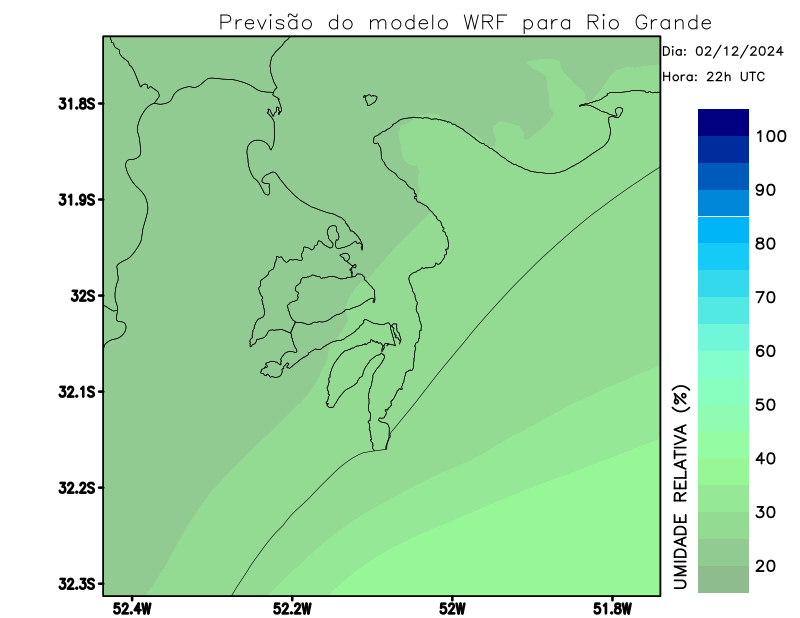 Previsão do modelo WRF para Rio Grande
Dia: 02/12/2024
Hora: 22h UTC
31.8S
31.9S
32S
32.1S
32.2S
32.3S
52.4W
52.2W
52W
51.8W
100
90
80
70
60
50
40
30
20
UMIDADE RELATIVA (%)